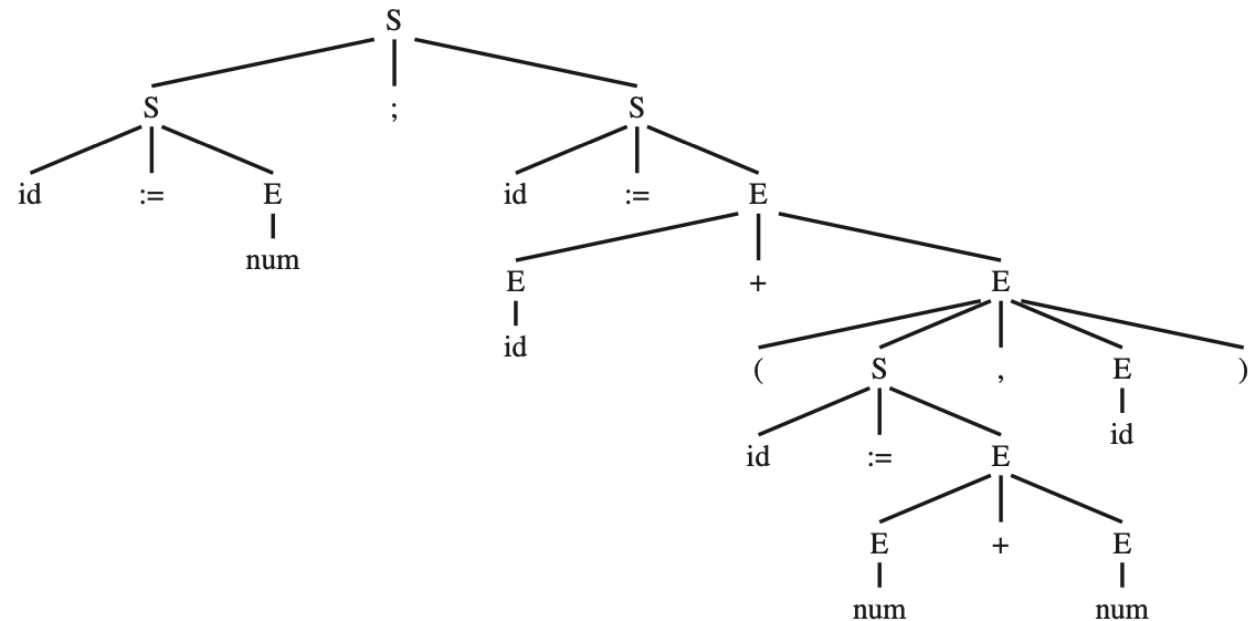 S
S ; S
id := E id := E
num
E + E
id
( S , E )
id
id := E
E + E
num num